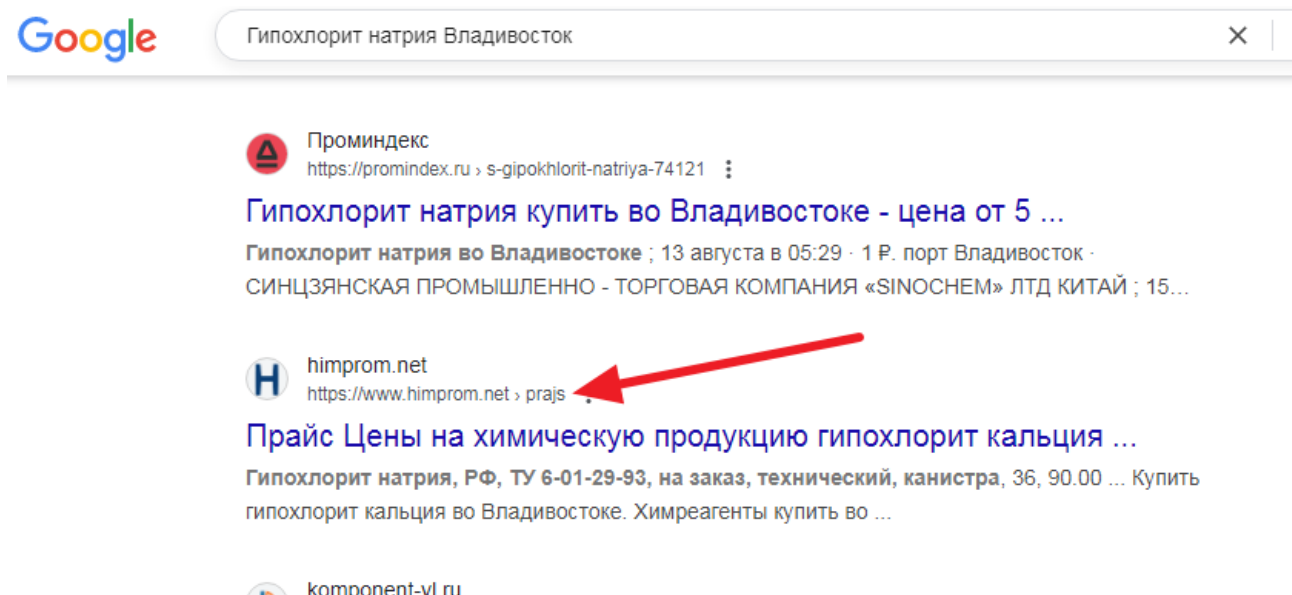 Google
Гипохлорит натрия Владивосток
Проминдекс
https://promindex.ru › s-gipokhlorit-natriya-74121
Гипохлорит натрия купить во Владивостоке - цена от 5 ...
Гипохлорит натрия во Владивостоке ; 13 августа в 05:29 · 1 ₽. порт Владивосток ·
СИНЦЗЯНСКАЯ ПРОМЫШЛЕННО - ТОРГОВАЯ КОМПАНИЯ «SINOCHEM» ЛТД КИТАЙ ; 15...
himprom.net
https://www.himprom.net › prajs
Прайс Цены на химическую продукцию гипохлорит кальция ...
Гипохлорит натрия, РФ, ТУ 6-01-29-93, на заказ, технический, канистра, 36, 90.00 ... Купить
гипохлорит кальция во Владивостоке. Химреагенты купить во ...
komponent-vl.ru